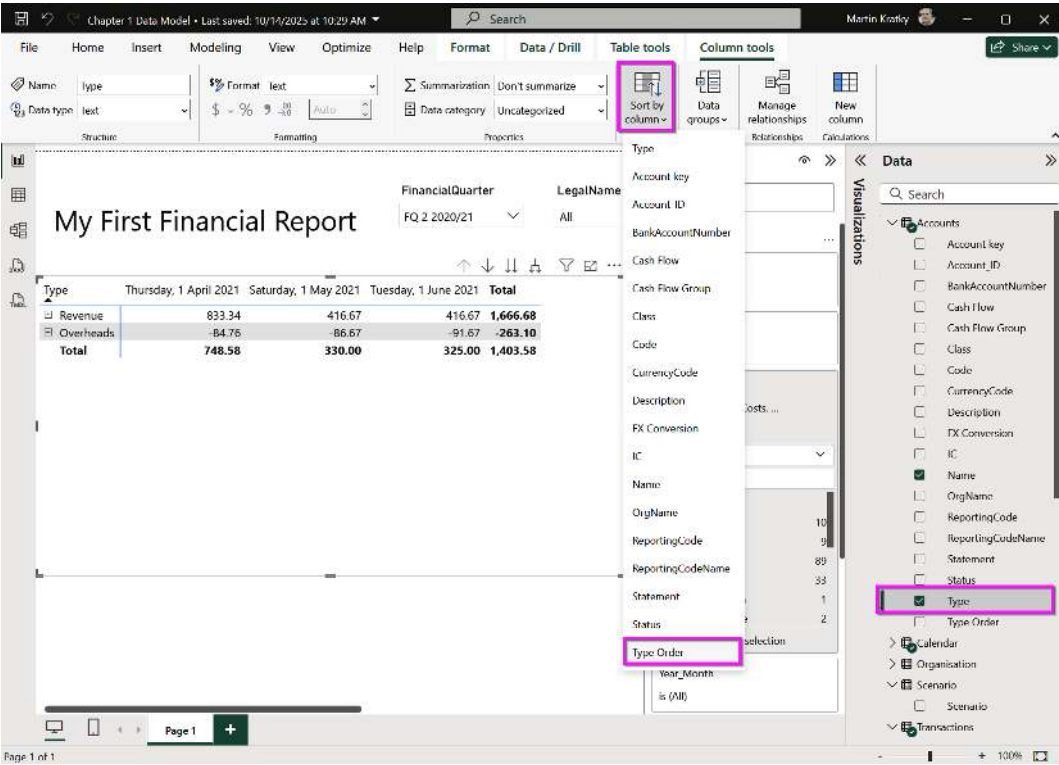 Chapter 1 Data Model • Last saved: 10/14/2025 at 10:29 AM
Search
Martin Kratky
File Home Insert Modeling View Optimize Help Format Data / Drill Table tools Column tools
Share
Name Type
Data type Text
Structure
$% Format Text
$ % Auto
Formatting
Summarization Don't summarize
Data category Uncategorized
Properties
Sort by column
Data groups
Manage relationships
Relationships
New column
Calculations
My First Financial Report
FinancialQuarter
FQ 2 2020/21
LegalName
All
Type Thursday, 1 April 2021 Saturday, 1 May 2021 Tuesday, 1 June 2021 Total
Revenue 833.34 416.67 416.67 1,666.68
Overheads -84.76 -86.67 -91.67 -263.10
Total 748.58 330.00 325.00 1,403.58
Type
Account key
Account_ID
BankAccountNumber
Cash Flow
Cash Flow Group
Class
Code
CurrencyCode
Description
FX Conversion
IC
Name
OrgName
ReportingCode
ReportingCodeName
Statement
Status
Type Order
Costs. ...
10
9
89
33
1
2
selection
Year_Month
is (All)
Visualizations
Data
Search
Accounts
Account key
Account_ID
BankAccountNumber
Cash Flow
Cash Flow Group
Class
Code
CurrencyCode
Description
FX Conversion
IC
Name
OrgName
ReportingCode
ReportingCodeName
Statement
Status
Type
Type Order
Calendar
Organisation
Scenario
Scenario
Transactions
Page 1
Page 1 of 1
- + 100%